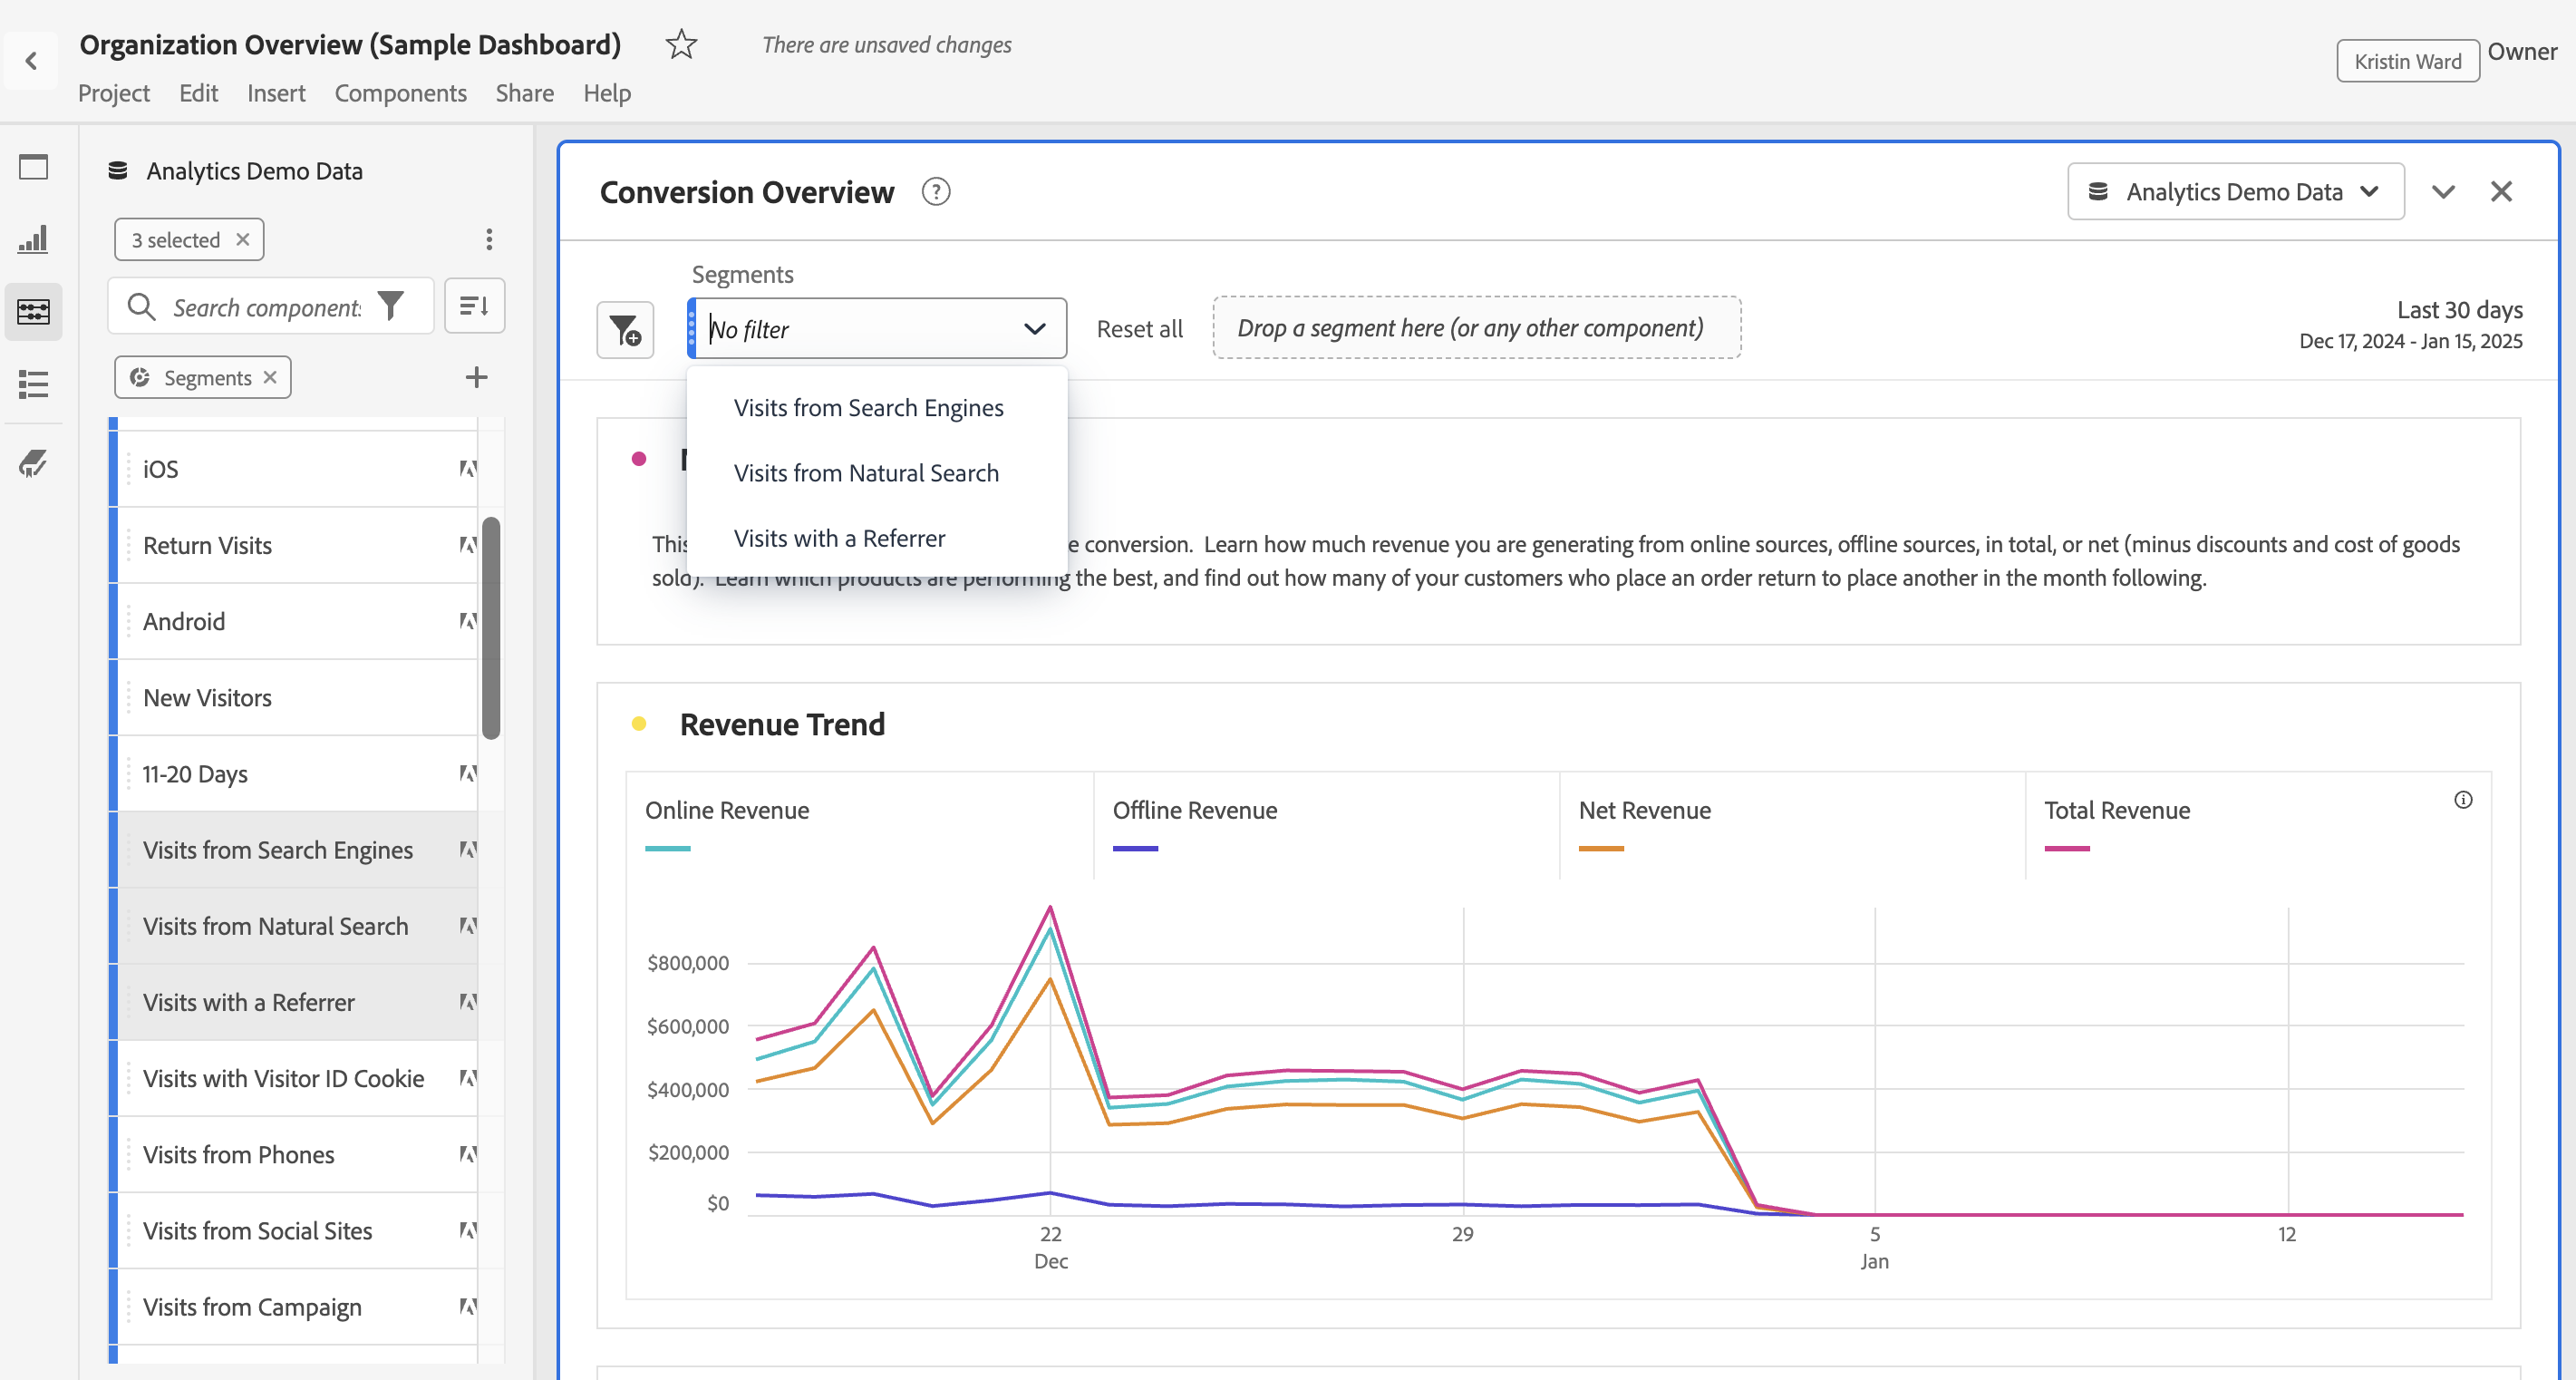 Organization Overview (Sample Dashboard)
There are unsaved changes
Kristin Ward
Owner
Project Edit Insert Components Share Help
Analytics Demo Data
3 selected
Search component
Segments
iOS
Return Visits
Android
New Visitors
11-20 Days
Visits from Search Engines
Visits from Natural Search
Visits with a Referrer
Visits with Visitor ID Cookie
Visits from Phones
Visits from Social Sites
Visits from Campaign
Conversion Overview
Analytics Demo Data
Segments
No filter
Reset all
Drop a segment here (or any other component)
Last 30 days
Dec 17, 2024 - Jan 15, 2025
Visits from Search Engines
Visits from Natural Search
Visits with a Referrer
This e conversion. Learn how much revenue you are generating from online sources, offline sources, in total, or net (minus discounts and cost of goods
sold). Learn which products are performing the best, and find out how many of your customers who place an order return to place another in the month following.
Revenue Trend
Online Revenue
Offline Revenue
Net Revenue
Total Revenue
$800,000
$600,000
$400,000
$200,000
$0
22
Dec
29
5
Jan
12